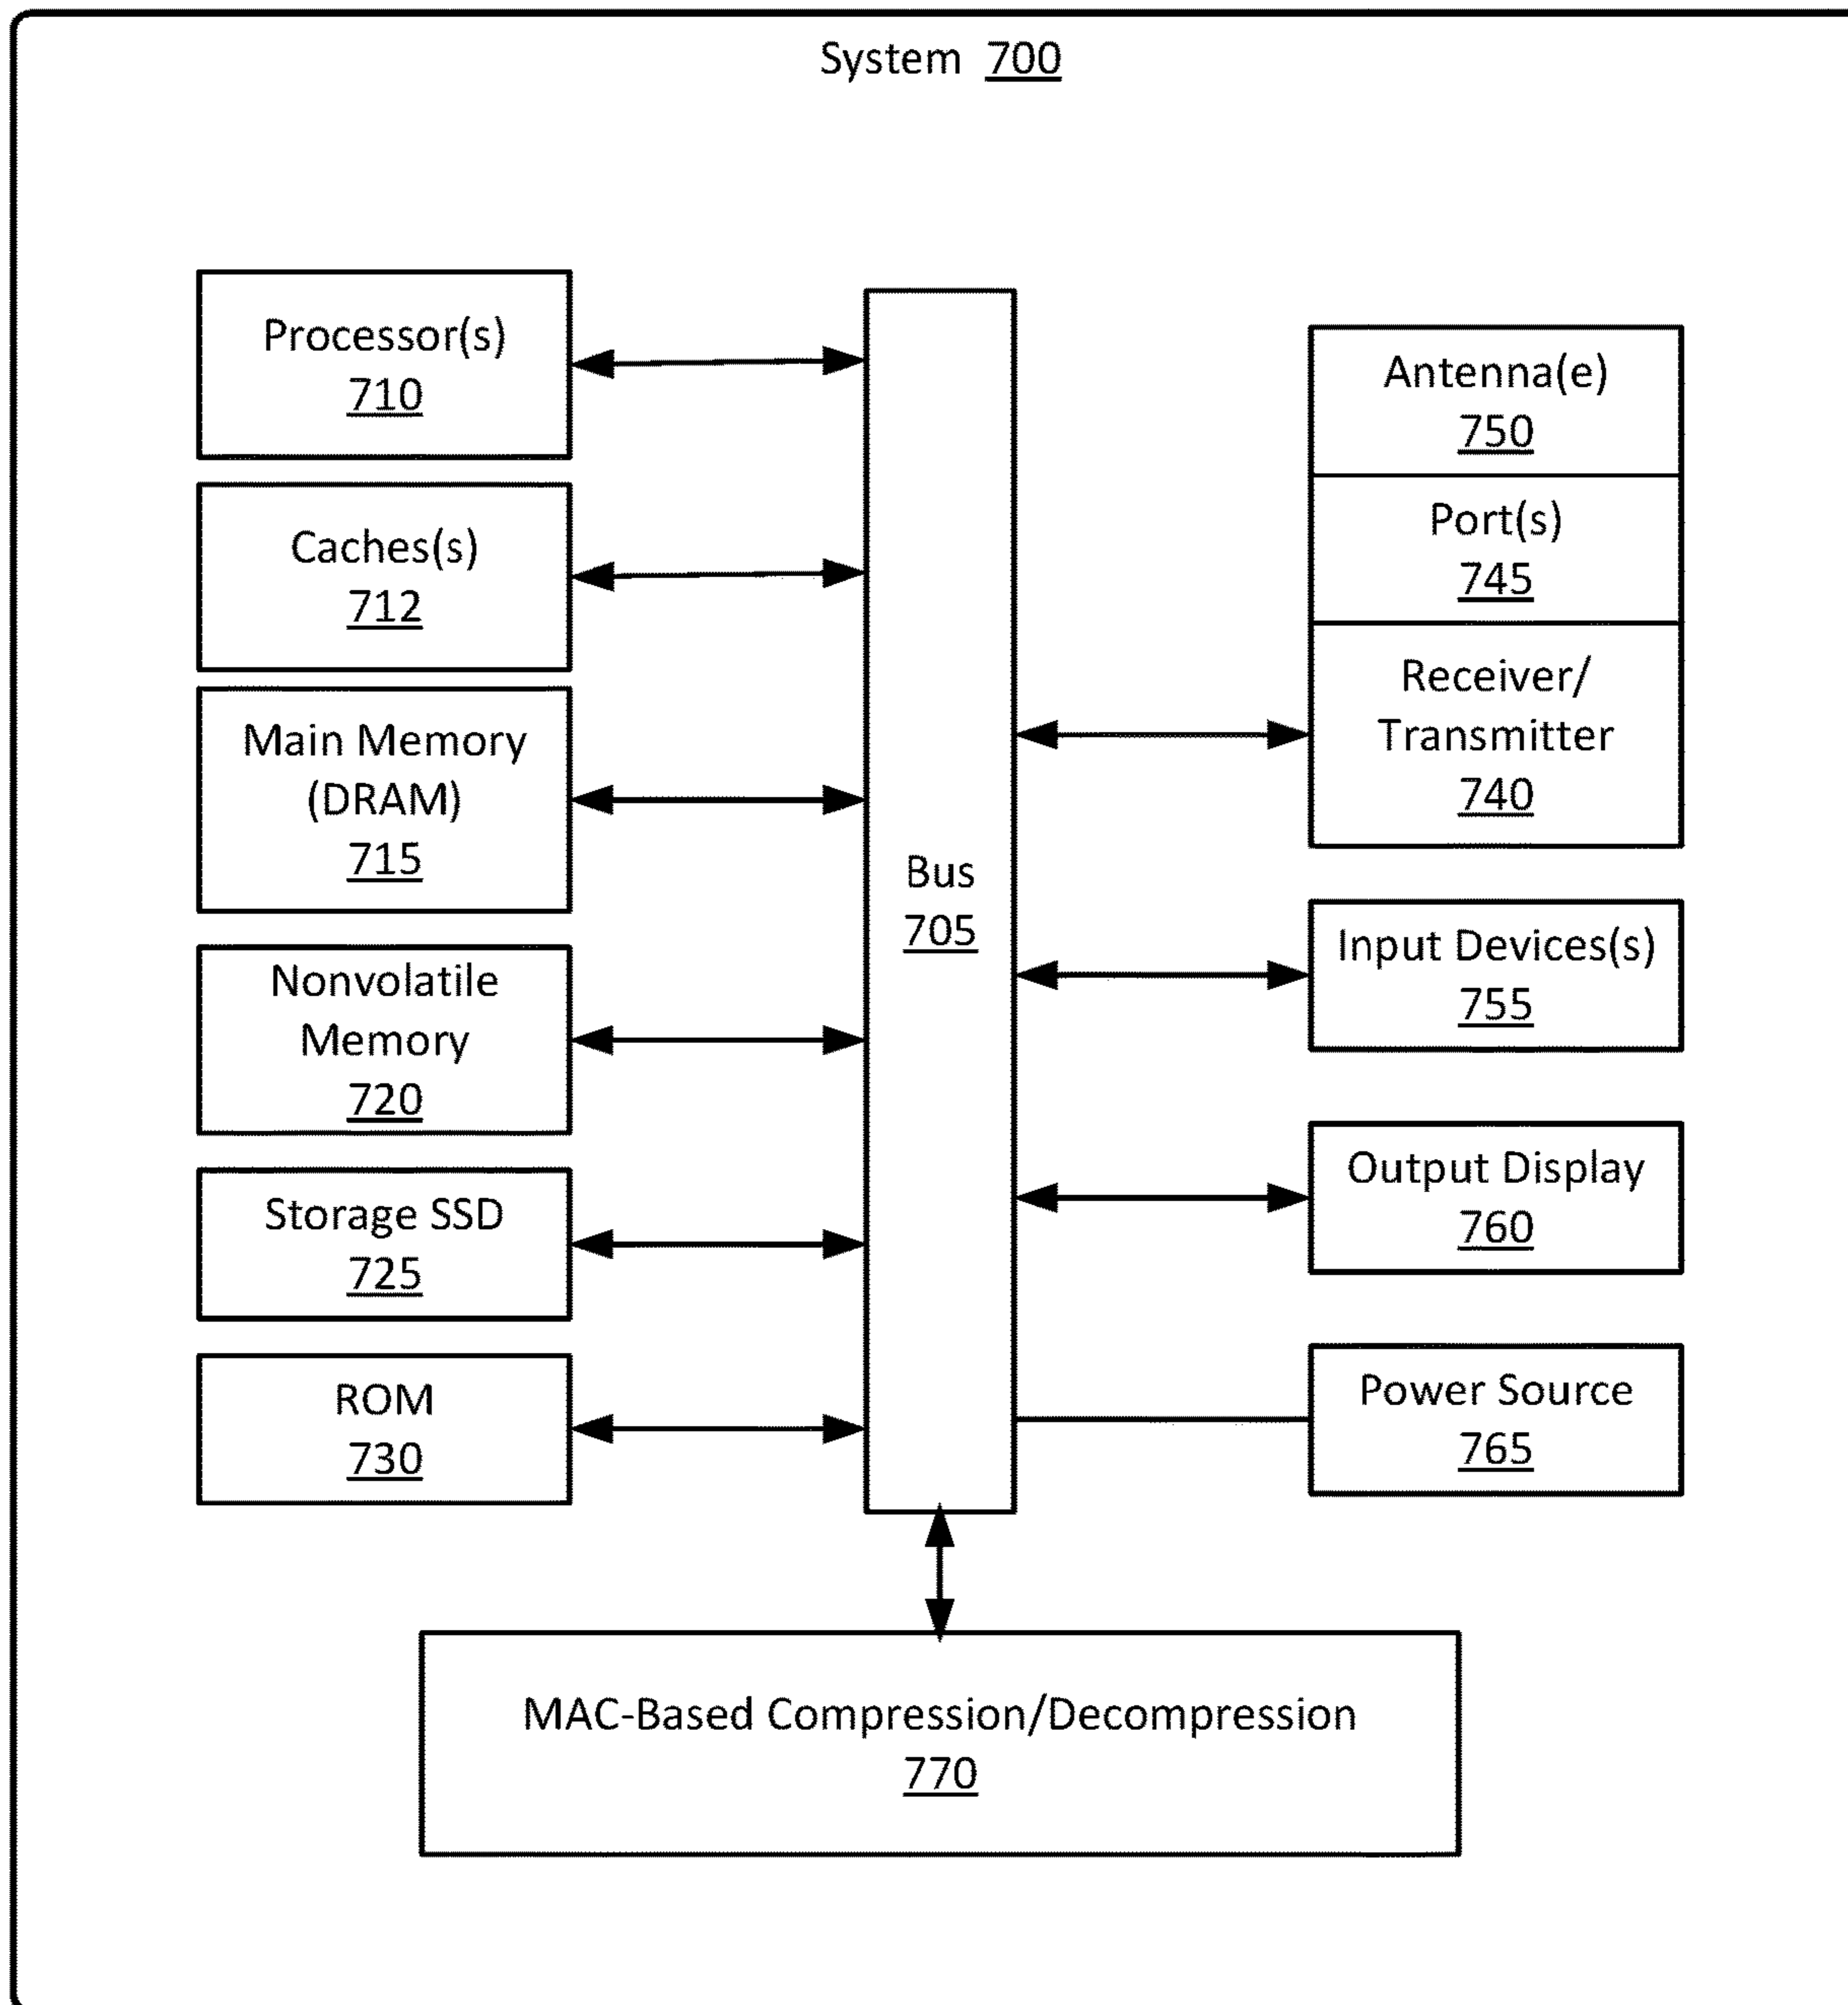 System 700
Processor(s)
710
Caches(s)
712
Main Memory
(DRAM)
715
Nonvolatile
Memory
720
Storage SSD
725
ROM
730
Bus
705
Antenna(e)
750
Port(s)
745
Receiver/
Transmitter
740
Input Devices(s)
755
Output Display
760
Power Source
765
MAC-Based Compression/Decompression
770